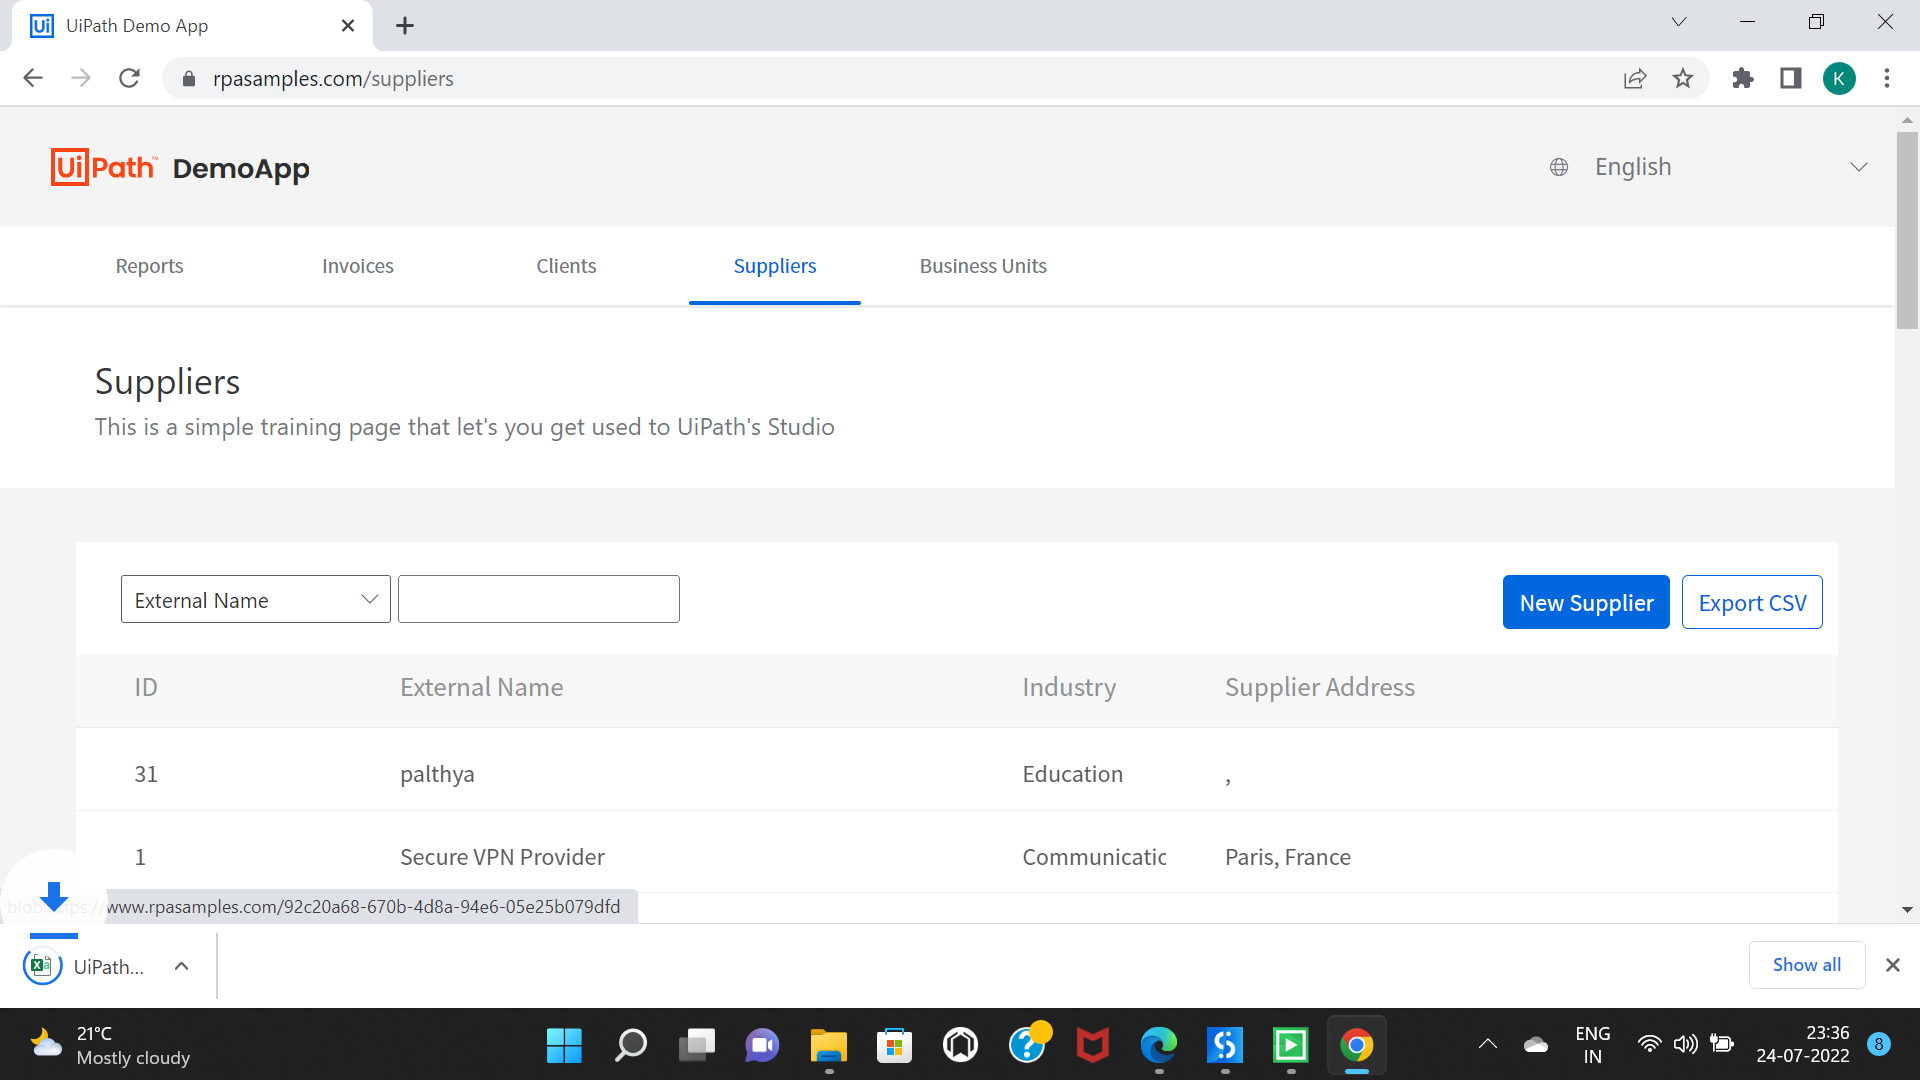 Ui UiPath Demo App
rpasamples.com/suppliers
K
UiPath™ DemoApp
English
Reports Invoices Clients Suppliers Business Units
Suppliers
This is a simple training page that let's you get used to UiPath's Studio
External Name
New Supplier Export CSV
ID External Name Industry Supplier Address
31 palthya Education ,
1 Secure VPN Provider Communicatic Paris, France
blob:https://www.rpasamples.com/92c20a68-670b-4d8a-94e6-05e25b079dfd
UiPath... Show all
21°C
Mostly cloudy
ENG
IN
23:36
24-07-2022
8